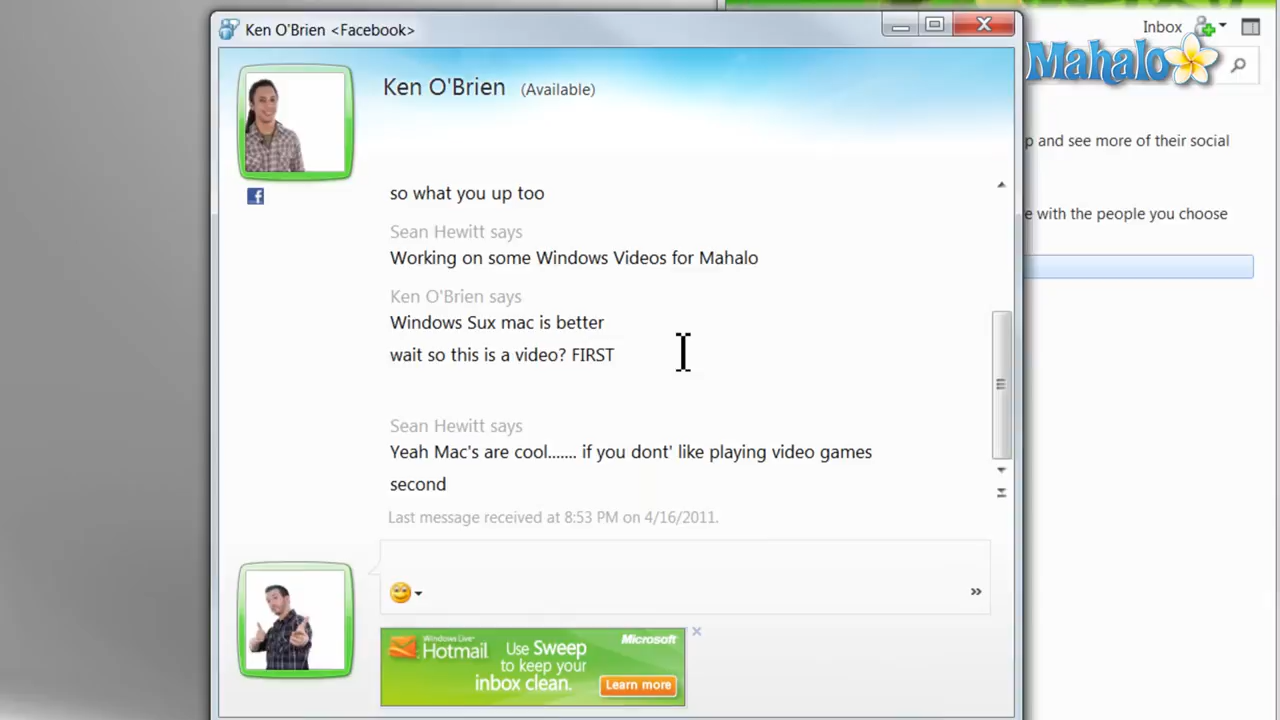 Ken O'Brien <Facebook>
Inbox
Mahalo
Ken O'Brien (Available)
p and see more of their social
so what you up too
e with the people you choose
Sean Hewitt says
Working on some Windows Videos for Mahalo
Ken O'Brien says
Windows Sux mac is better
wait so this is a video? FIRST
Sean Hewitt says
Yeah Mac's are cool....... if you dont' like playing video games
second
Last message received at 8:53 PM on 4/16/2011.
Windows Live
Hotmail
Use Sweep
to keep your
inbox clean.
Microsoft
Learn more